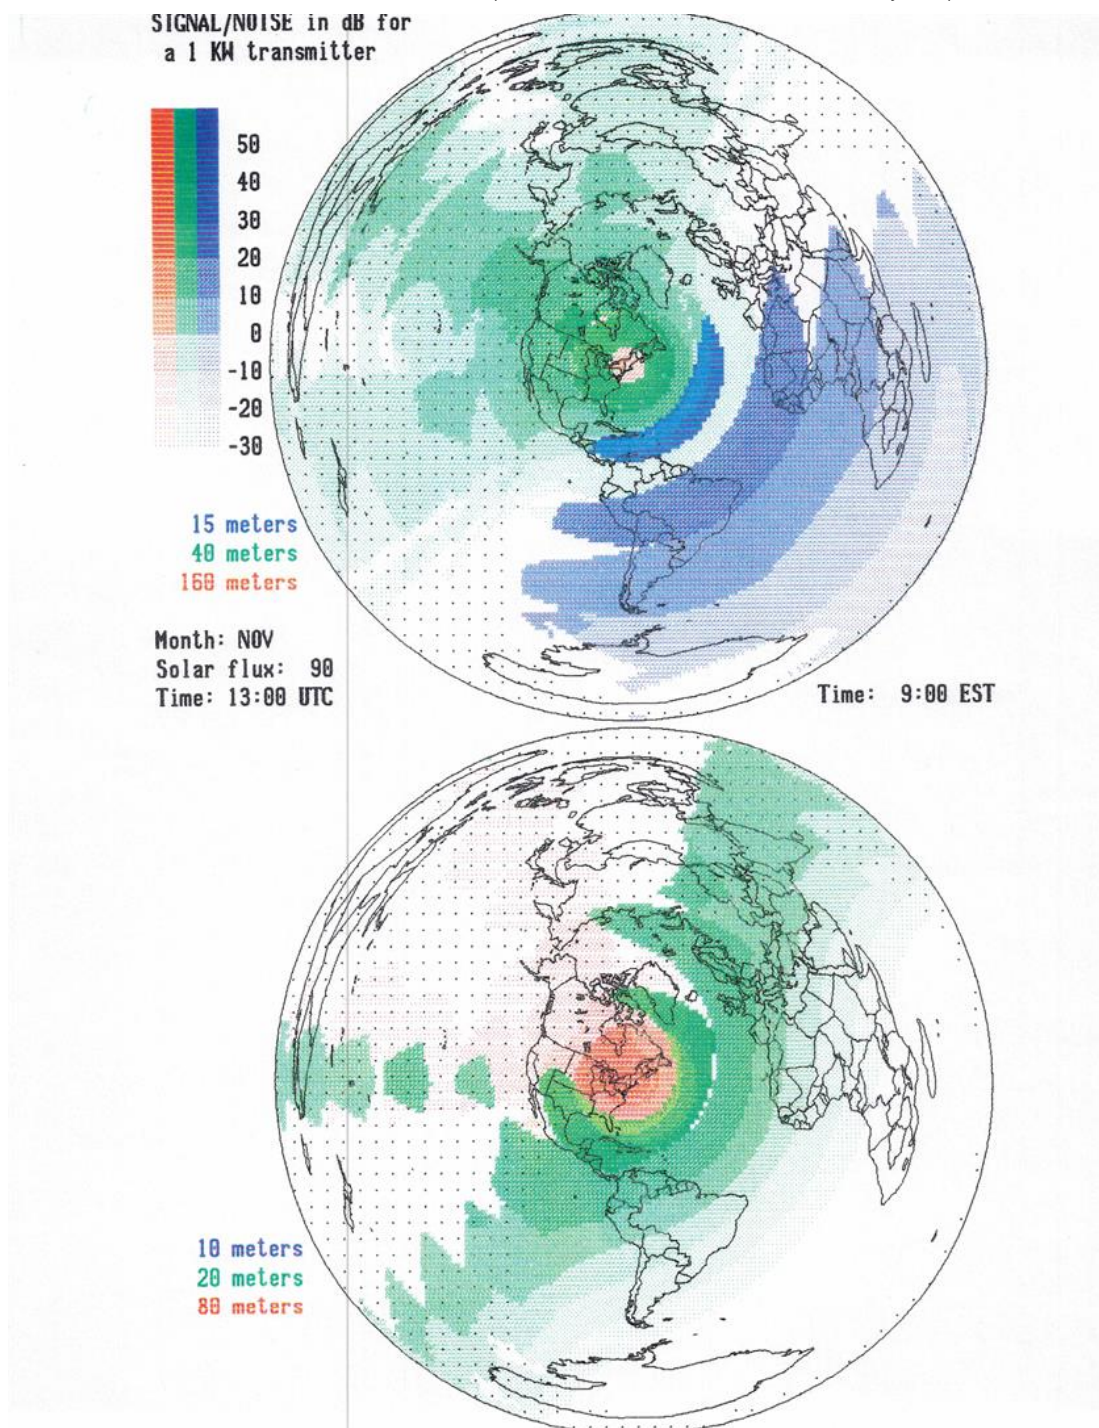 SIGNAL/NOISE in dB for
a 1 KW transmitter
50
40
30
20
10
0
-10
-20
-30
15 meters
40 meters
160 meters
Month: NOV
Solar flux: 90
Time: 13:00 UTC
Time: 9:00 EST
10 meters
20 meters
80 meters